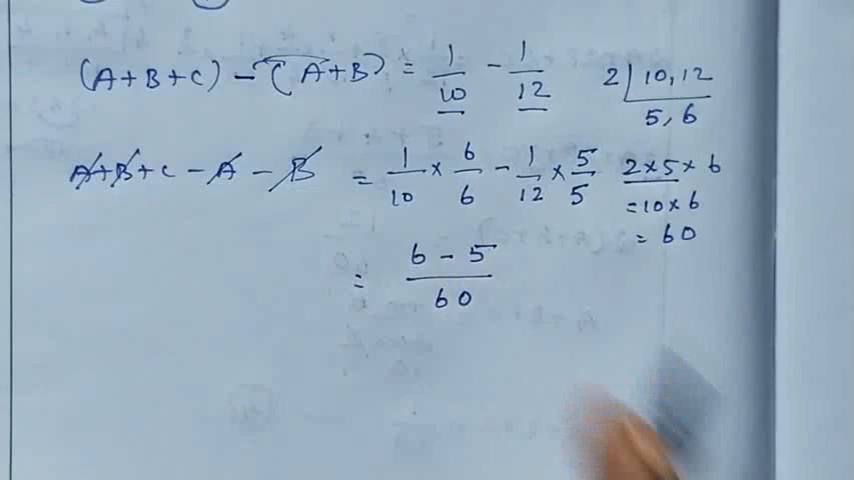 (A+B+C) - (A+B) = 1/10 - 1/12
2 | 10, 12
5, 6
A+B+C - A - B = 1/10 × 6/6 - 1/12 × 5/5
2×5×6
=10×6
= 60
= 6 - 5 / 60